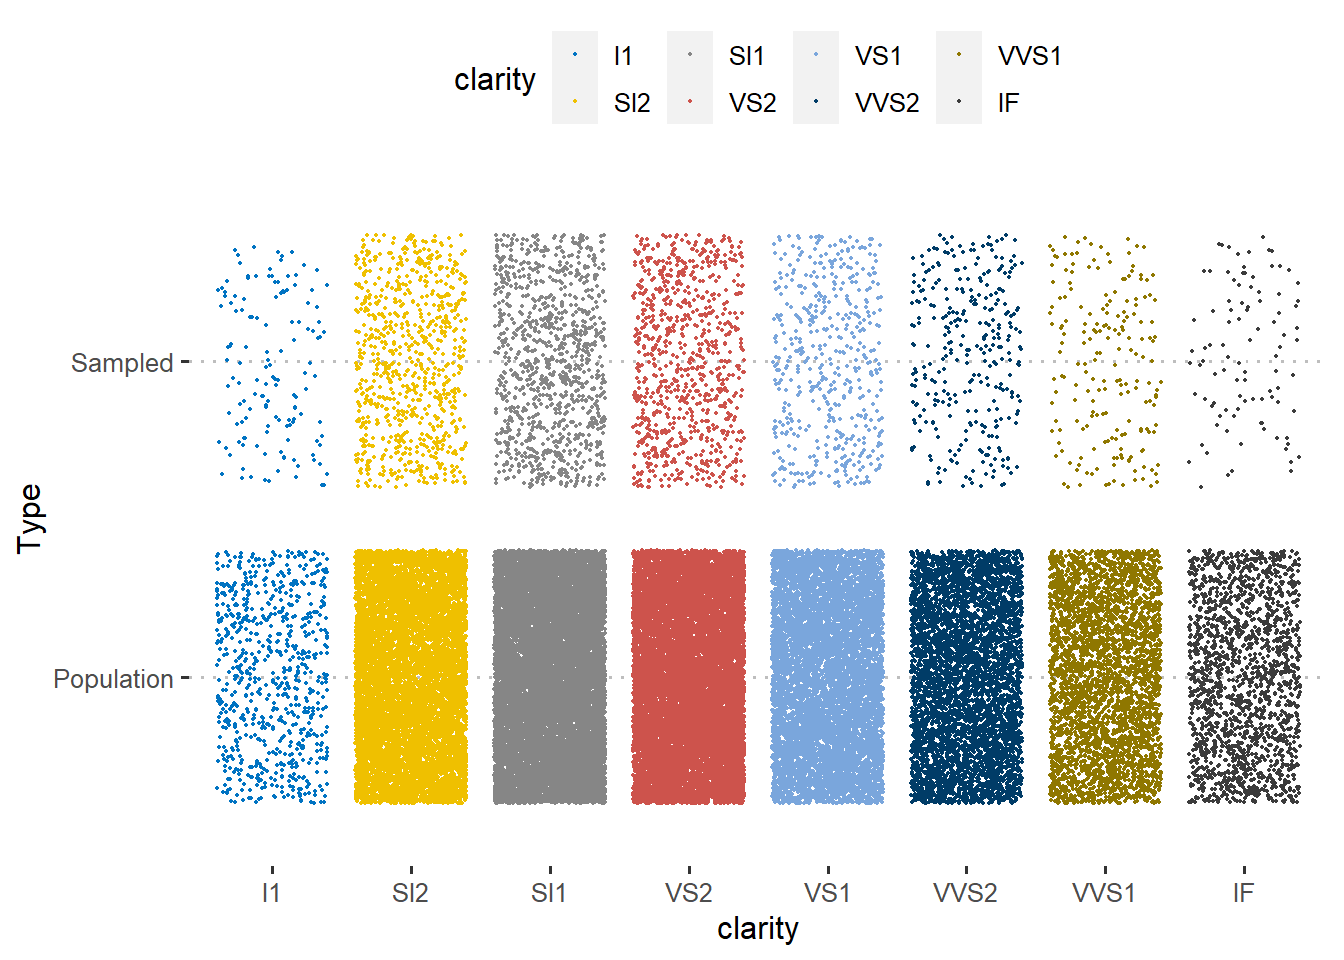 clarity
I1 SI1 VS1 VVS1
SI2 VS2 VVS2 IF
Sampled
Type
Population
I1 SI2 SI1 VS2 VS1 VVS2 VVS1 IF
clarity